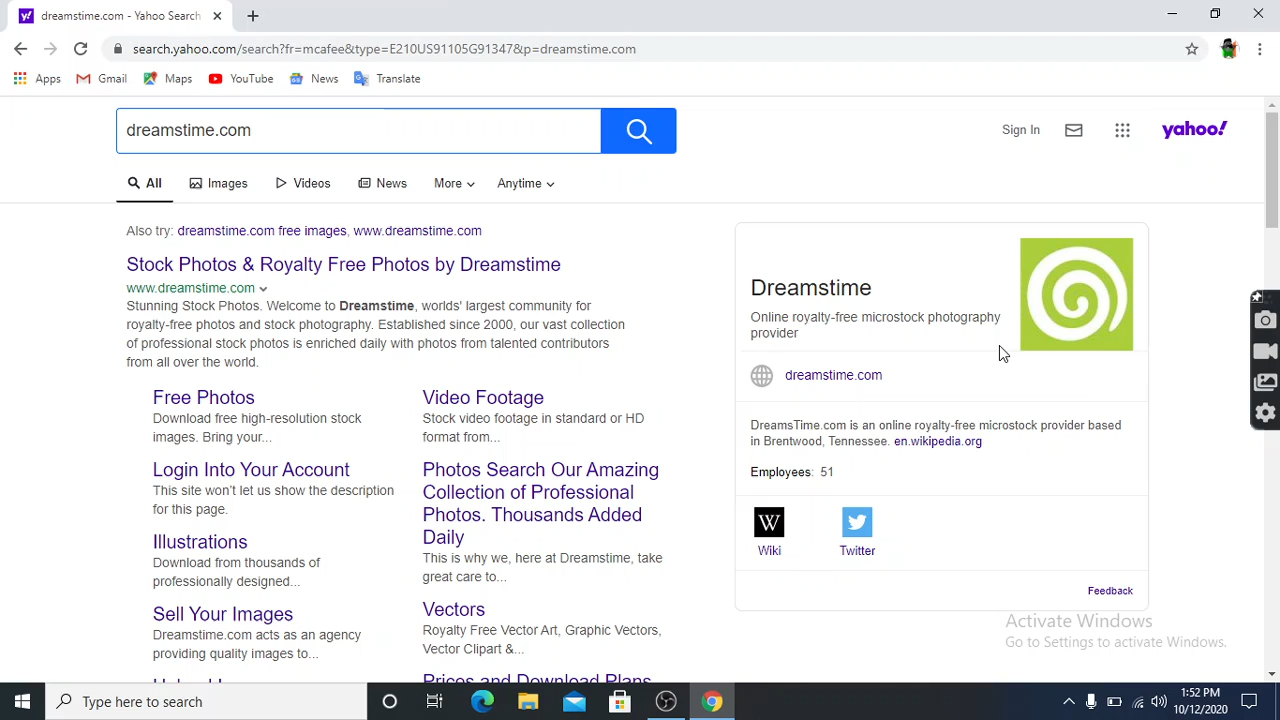 dreamstime.com - Yahoo Search
search.yahoo.com/search?fr=mcafee&type=E210US91105G91347&p=dreamstime.com
Apps Gmail Maps YouTube News Translate
dreamstime.com
Sign In
yahoo!
All Images Videos News More Anytime
Also try: dreamstime.com free images, www.dreamstime.com
Stock Photos & Royalty Free Photos by Dreamstime
www.dreamstime.com
Stunning Stock Photos. Welcome to Dreamstime, worlds' largest community for
royalty-free photos and stock photography. Established since 2000, our vast collection
of professional stock photos is enriched daily with photos from talented contributors
from all over the world.
Free Photos
Download free high-resolution stock
images. Bring your...
Login Into Your Account
This site won't let us show the description
for this page.
Illustrations
Download from thousands of
professionally designed...
Sell Your Images
Dreamstime.com acts as an agency
providing quality images to...
Video Footage
Stock video footage in standard or HD
format from...
Photos Search Our Amazing
Collection of Professional
Photos. Thousands Added
Daily
This is why we, here at Dreamstime, take
great care to...
Vectors
Royalty Free Vector Art, Graphic Vectors,
Vector Clipart &...
Prices and Download Plans
Dreamstime
Online royalty-free microstock photography
provider
dreamstime.com
DreamsTime.com is an online royalty-free microstock provider based
in Brentwood, Tennessee. en.wikipedia.org
Employees: 51
W
Wiki Twitter
Feedback
Activate Windows
Go to Settings to activate Windows.
Type here to search
1:52 PM
10/12/2020